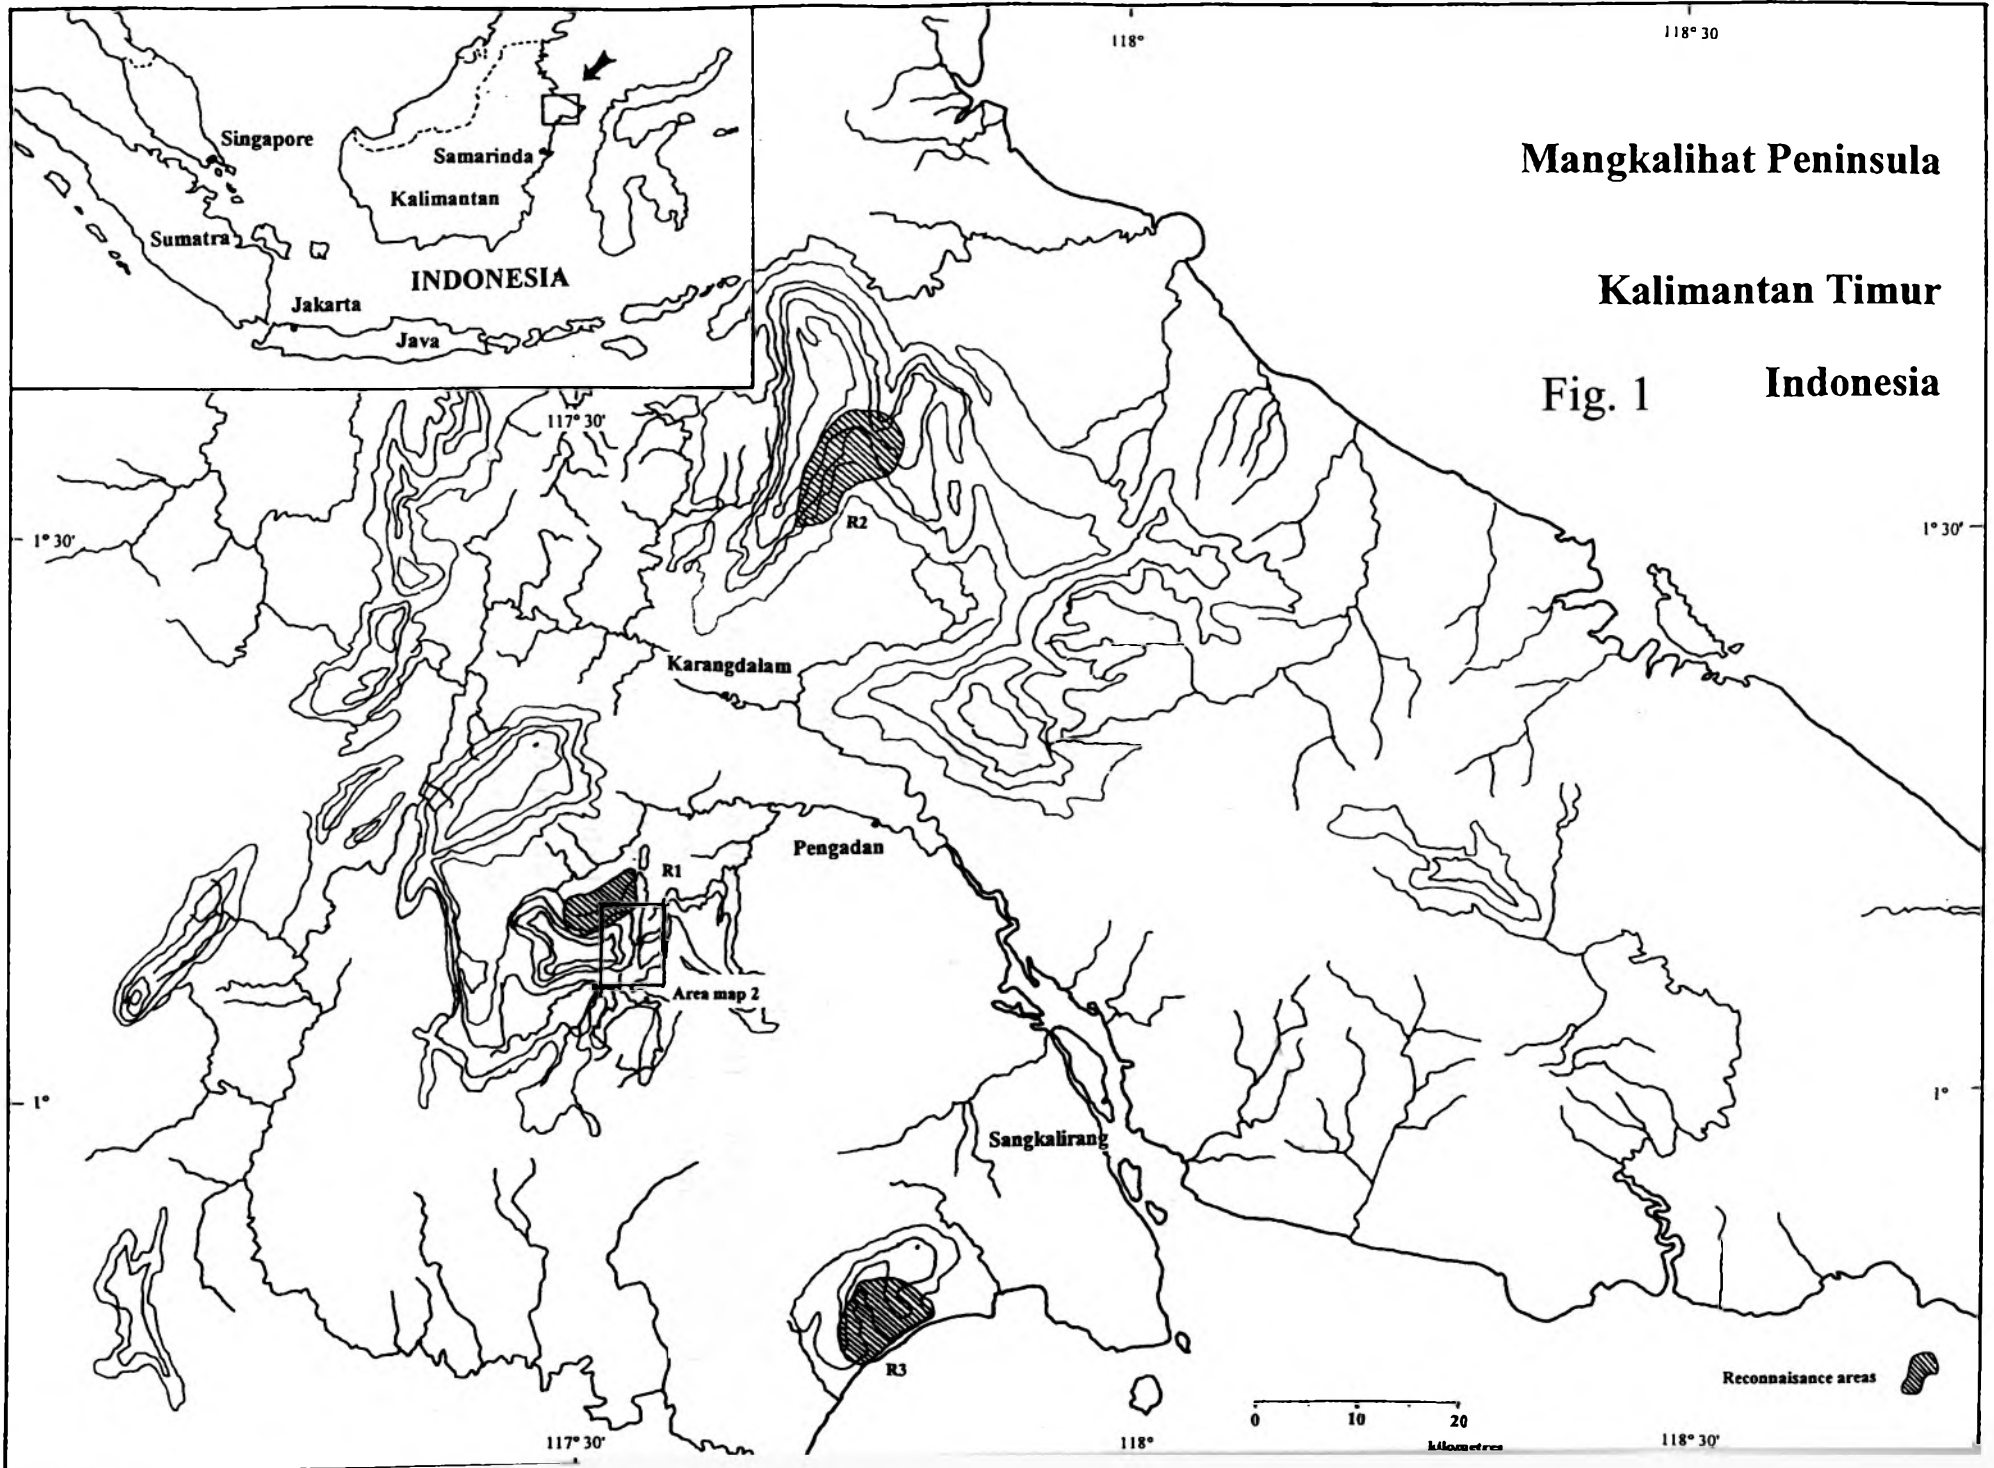 118°
118° 30
Singapore
Samarinda
Kalimantan
Sumatra
INDONESIA
Jakarta
Java
Mangkalihat Peninsula
Kalimantan Timur
Fig. 1
Indonesia
117° 30'
R2
1° 30'
1° 30'
Karangdalam
Pengadan
R1
Area map 2
1°
1°
Sangkalirang
R3
Reconnaisance areas
0 10 20
kilometres
117° 30'
118°
118° 30'